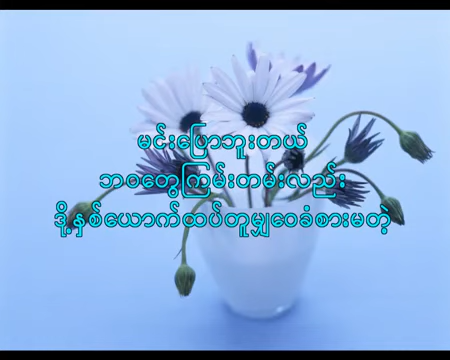 မင်းပြောဘူးတယ်
ဘဝတွေကြမ်းတမ်းလည်း
ဒို့နှစ်ယောက်ထပ်တူမျှဝေခံစားမတဲ့